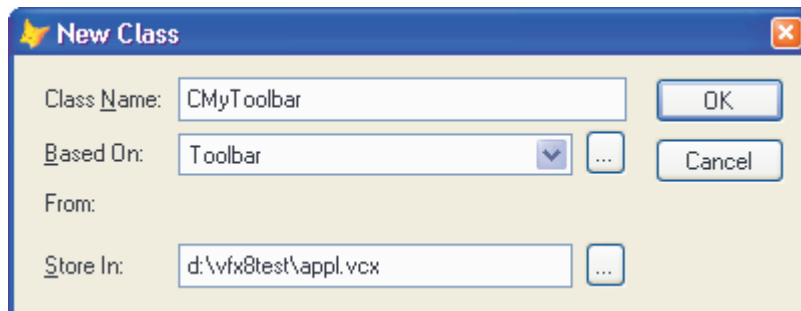 New Class
Class Name: CMyToolbar OK
Based On: Toolbar ... Cancel
From:
Store In: d:\vfx8test\appl.vcx ...